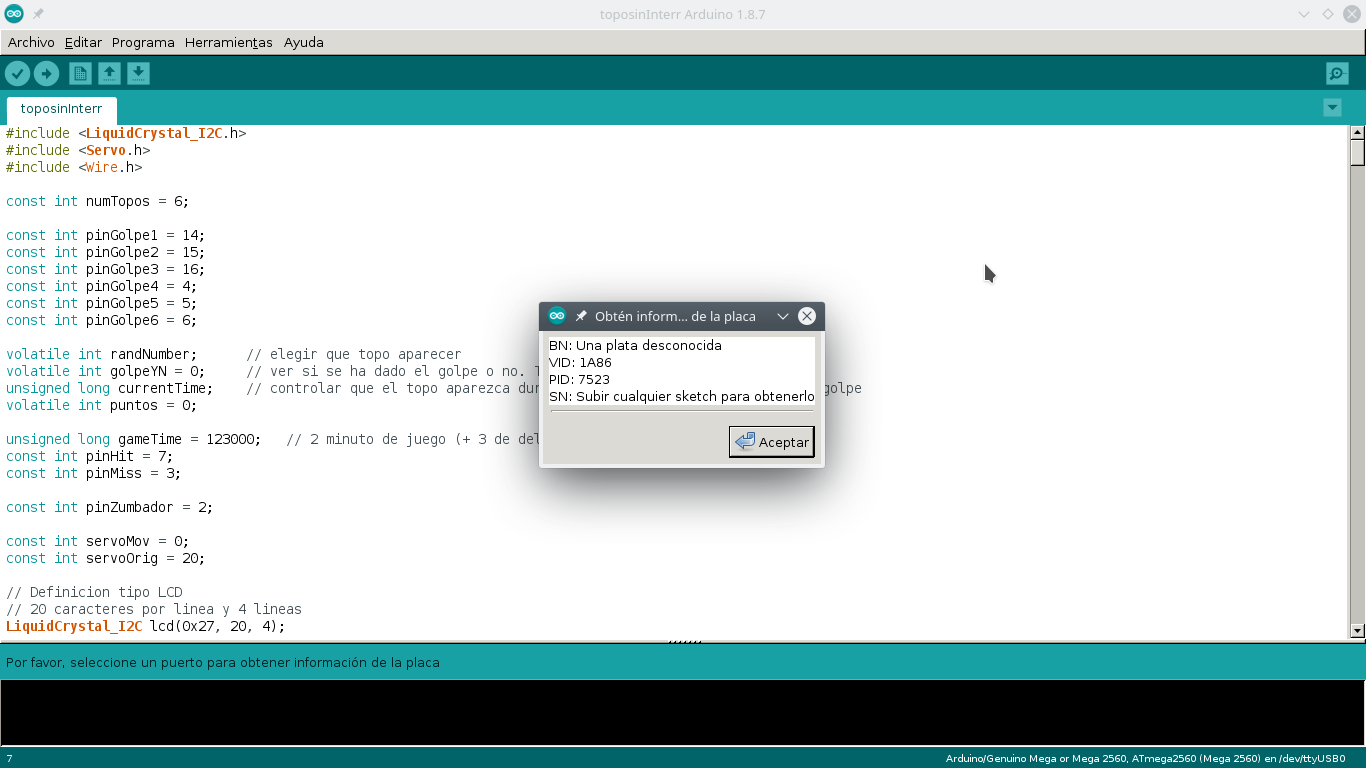 toposinInterr Arduino 1.8.7
Archivo Editar Programa Herramientas Ayuda
toposinInterr
#include <LiquidCrystal_I2C.h>
#include <Servo.h>
#include <Wire.h>
const int numTopos = 6;
const int pinGolpe1 = 14;
const int pinGolpe2 = 15;
const int pinGolpe3 = 16;
const int pinGolpe4 = 4;
const int pinGolpe5 = 5;
const int pinGolpe6 = 6;
volatile int randNumber; // elegir que topo aparecer
volatile int golpeYN = 0; // ver si se ha dado el golpe o no.
unsigned long currentTime; // controlar que el topo aparezca dur golpe
volatile int puntos = 0;
unsigned long gameTime = 123000; // 2 minuto de juego (+ 3 de del
const int pinHit = 7;
const int pinMiss = 3;
const int pinZumbador = 2;
const int servoMov = 0;
const int servoOrig = 20;
// Definicion tipo LCD
// 20 caracteres por linea y 4 lineas
LiquidCrystal_I2C lcd(0x27, 20, 4);
Obtén inform... de la placa
BN: Una plata desconocida
VID: 1A86
PID: 7523
SN: Subir cualquier sketch para obtenerlo
Aceptar
Por favor, seleccione un puerto para obtener información de la placa
7
Arduino/Genuino Mega or Mega 2560, ATmega2560 (Mega 2560) en /dev/ttyUSB0